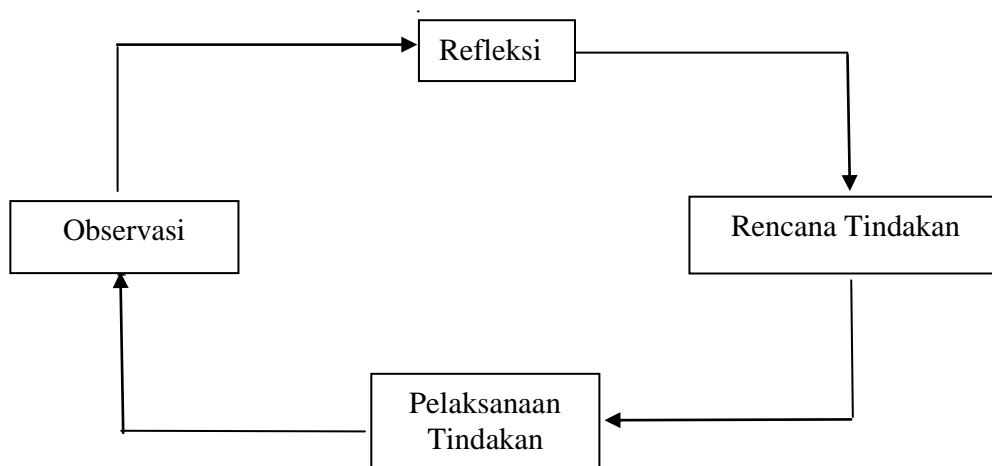 Refleksi
Observasi
Rencana Tindakan
Pelaksanaan
Tindakan